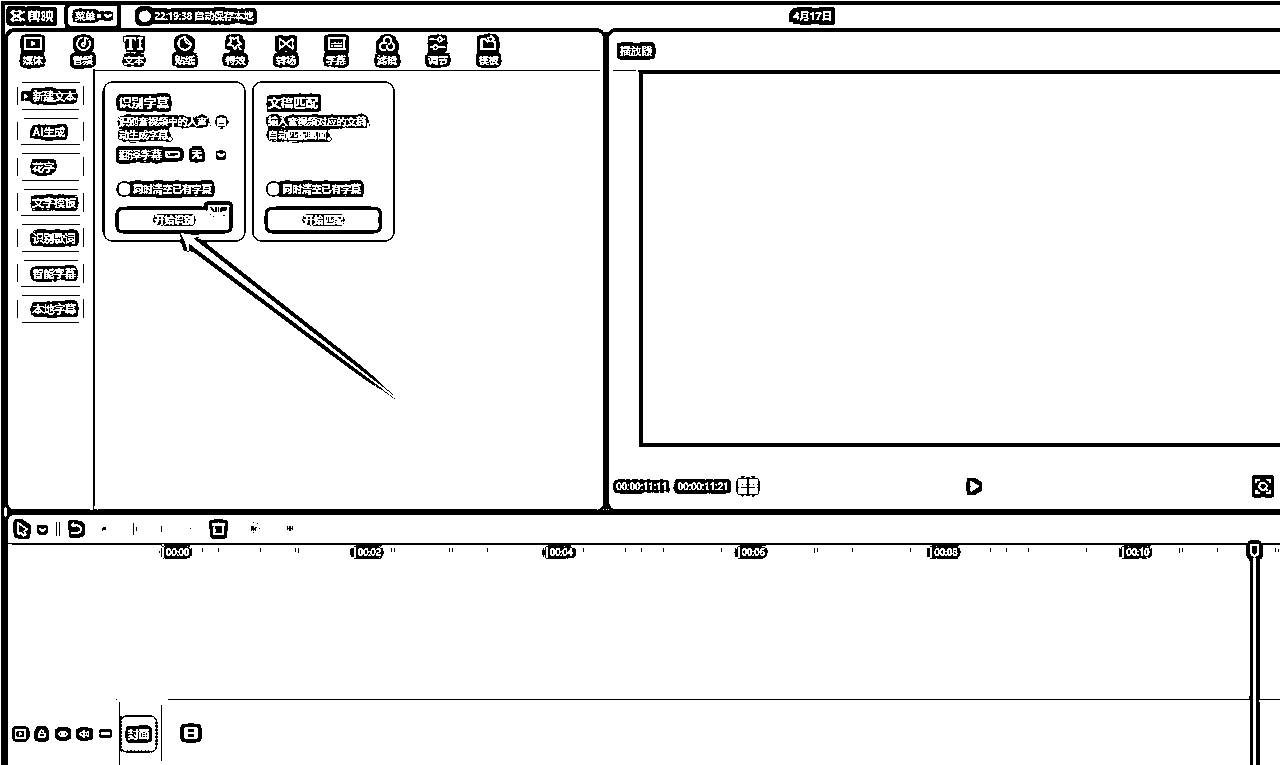 剪映 菜单 22:19:38 自动保存本地
4月17日
媒体 音频 文本 贴纸 特效 转场 字幕 滤镜 调节 模板
播放器
新建文本
AI生成
花字
文字模板
识别歌词
智能字幕
本地字幕
识别字幕
识别音视频中的人声,自
动生成字幕。
翻译字幕 无
同时清空已有字幕
开始识别
文稿匹配
输入音视频对应的文稿,
自动匹配画面。
同时清空已有字幕
开始匹配
00:00:11:11 00:00:11:21
00:00 00:02 00:04 00:06 00:08 00:10
封面